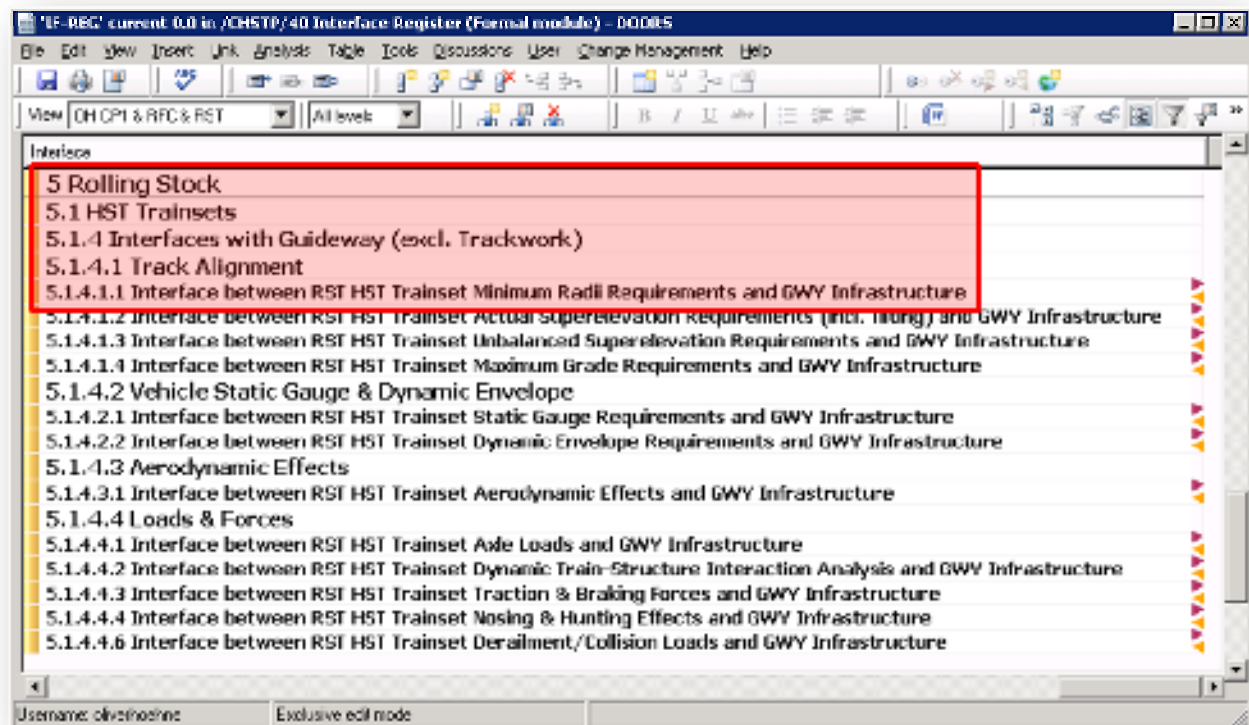 'IF-REG' current 0.0 in /CHSTP/40 Interface Register (Formal module) - DOORS
File Edit View Insert Link Analysis Table Tools Discussions User Change Management Help
View OH CP1 & RFC & RST All levels
B I U abc
Interface
5 Rolling Stock
5.1 HST Trainsets
5.1.4 Interfaces with Guideway (excl. Trackwork)
5.1.4.1 Track Alignment
5.1.4.1.1 Interface between RST HST Trainset Minimum Radii Requirements and GWY Infrastructure
5.1.4.1.2 Interface between RST HST Trainset Actual Superelevation Requirements (incl. Tilting) and GWY Infrastructure
5.1.4.1.3 Interface between RST HST Trainset Unbalanced Superelevation Requirements and GWY Infrastructure
5.1.4.1.4 Interface between RST HST Trainset Maximum Grade Requirements and GWY Infrastructure
5.1.4.2 Vehicle Static Gauge & Dynamic Envelope
5.1.4.2.1 Interface between RST HST Trainset Static Gauge Requirements and GWY Infrastructure
5.1.4.2.2 Interface between RST HST Trainset Dynamic Envelope Requirements and GWY Infrastructure
5.1.4.3 Aerodynamic Effects
5.1.4.3.1 Interface between RST HST Trainset Aerodynamic Effects and GWY Infrastructure
5.1.4.4 Loads & Forces
5.1.4.4.1 Interface between RST HST Trainset Axle Loads and GWY Infrastructure
5.1.4.4.2 Interface between RST HST Trainset Dynamic Train-Structure Interaction Analysis and GWY Infrastructure
5.1.4.4.3 Interface between RST HST Trainset Traction & Braking Forces and GWY Infrastructure
5.1.4.4.4 Interface between RST HST Trainset Nosing & Hunting Effects and GWY Infrastructure
5.1.4.4.6 Interface between RST HST Trainset Derailment/Collision Loads and GWY Infrastructure
Username: oliverhoehne Exclusive edit mode